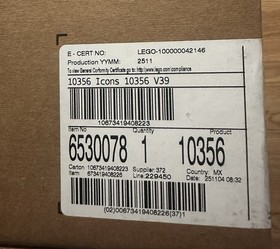 E - CERT NO: LEGO-100000042146
Production YYMM: 2511
To view General Conformity Certificate go to: http://www.lego.com/compliance
10356 Icons 10356 V39
10673419408223
Item No Quantity Product
6530078 1 10356
Carton: 10673419408223 Supplier: 372 Country: MX
Item: 673419408226 Line: 229450 Date: 251104 08:32
(02)00673419408226(37)1